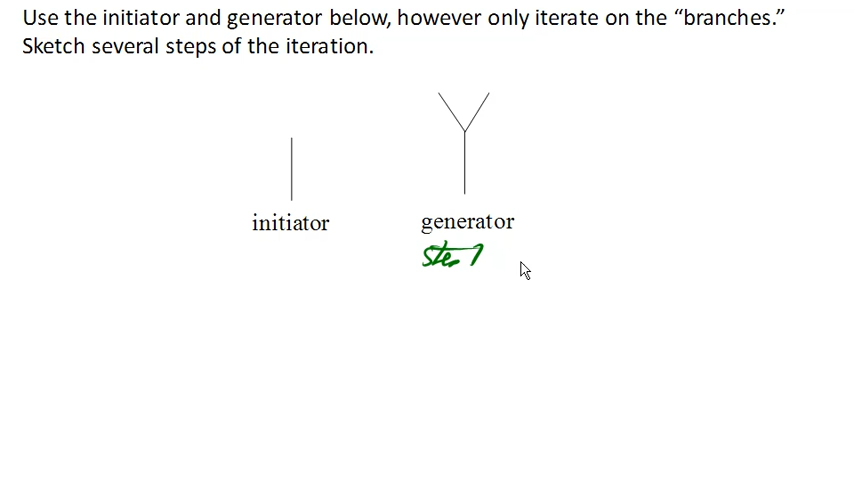 Use the initiator and generator below, however only iterate on the “branches.”
Sketch several steps of the iteration.
initiator generator
Step 1